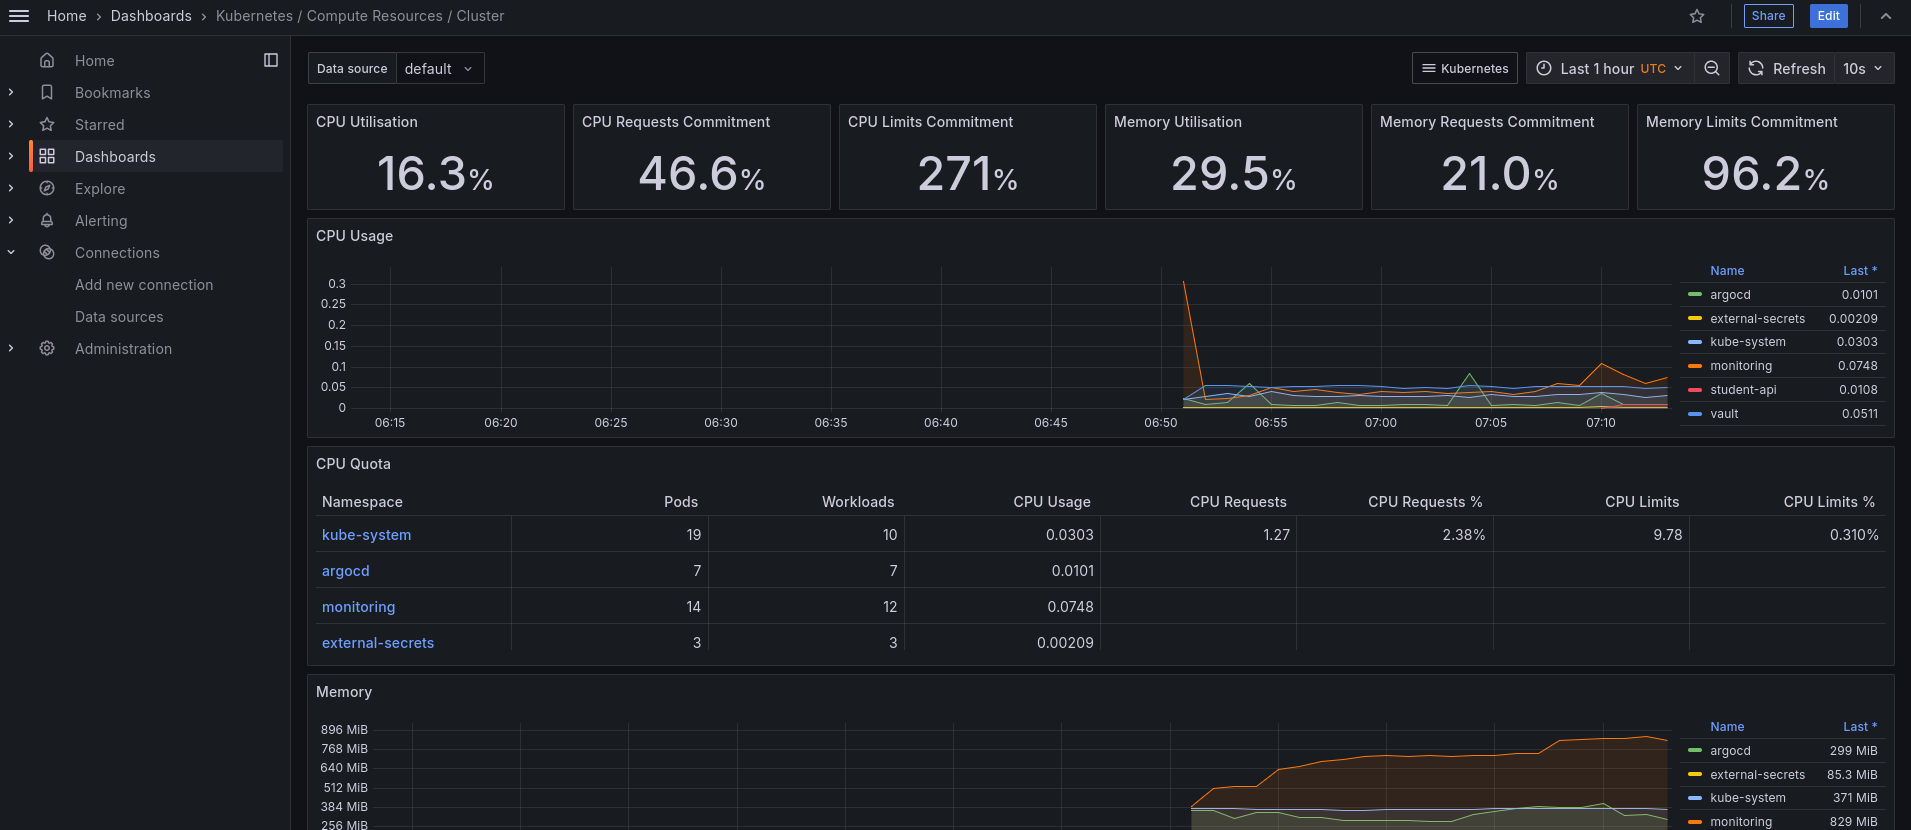 Home › Dashboards › Kubernetes / Compute Resources / Cluster Share Edit
Home
Bookmarks
Starred
Dashboards
Explore
Alerting
Connections
Add new connection
Data sources
Administration
Data source default Kubernetes Last 1 hour UTC Refresh 10s
CPU Utilisation CPU Requests Commitment CPU Limits Commitment Memory Utilisation Memory Requests Commitment Memory Limits Commitment
16.3% 46.6% 271% 29.5% 21.0% 96.2%
CPU Usage
0.3
0.25
0.2
0.15
0.1
0.05
0
06:15 06:20 06:25 06:30 06:35 06:40 06:45 06:50 06:55 07:00 07:05 07:10
Name Last *
argocd 0.0101
external-secrets 0.00209
kube-system 0.0303
monitoring 0.0748
student-api 0.0108
vault 0.0511
CPU Quota
Namespace Pods Workloads CPU Usage CPU Requests CPU Requests % CPU Limits CPU Limits %
kube-system 19 10 0.0303 1.27 2.38% 9.78 0.310%
argocd 7 7 0.0101
monitoring 14 12 0.0748
external-secrets 3 3 0.00209
Memory
896 MiB
768 MiB
640 MiB
512 MiB
384 MiB
256 MiB
Name Last *
argocd 299 MiB
external-secrets 85.3 MiB
kube-system 371 MiB
monitoring 829 MiB